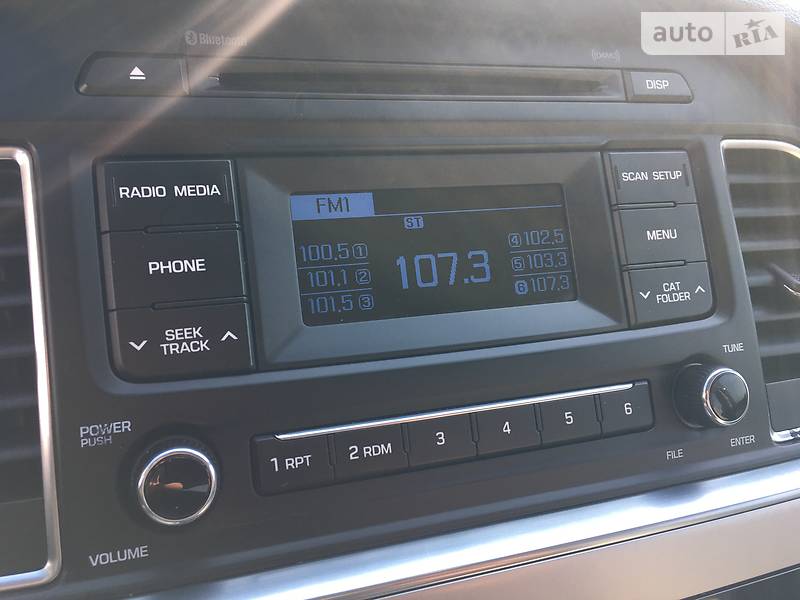 auto RIA
Bluetooth
DISP
RADIO MEDIA
PHONE
SEEK
TRACK
FM1
ST
100.5 1
101.1 2
101.5 3
107.3
4 102.5
5 103.3
6 107.3
SCAN SETUP
MENU
CAT
FOLDER
POWER
PUSH
VOLUME
1 RPT
2 RDM
3
4
5
6
TUNE
FILE
ENTER